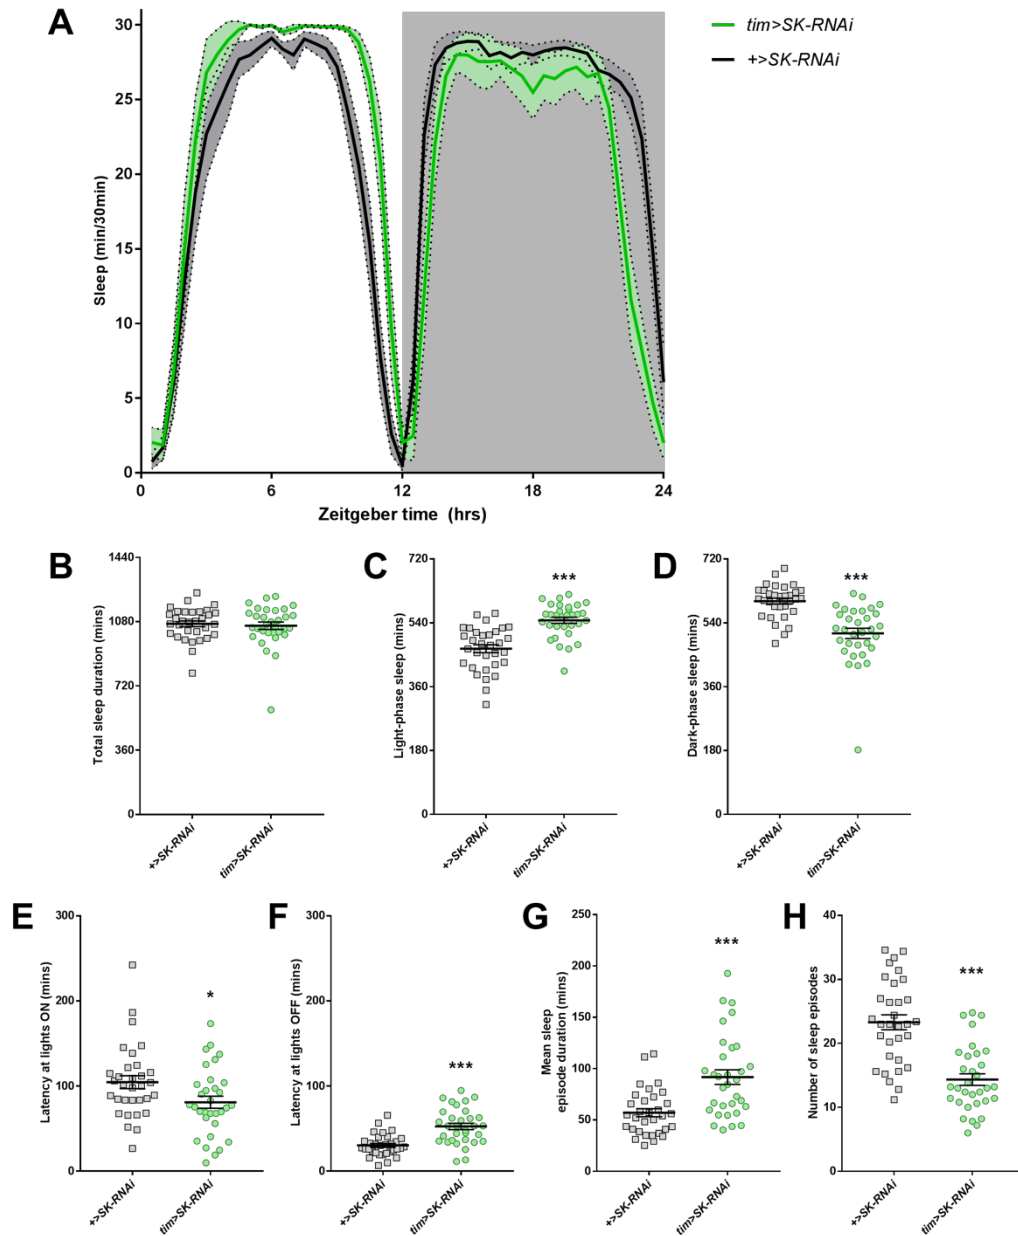 A
Sleep (min/30min)
30
25
20
15
10
5
0
0
6
12
18
24
Zeitgeber time (hrs)
tim>SK-RNAi
+>SK-RNAi
B
Total sleep duration (mins)
1440
1080
720
360
0
+>SK-RNAi
tim>SK-RNAi
C
Light-phase sleep (mins)
720
540
360
180
0
***
+>SK-RNAi
tim>SK-RNAi
D
Dark-phase sleep (mins)
720
540
360
180
0
***
+>SK-RNAi
tim>SK-RNAi
E
Latency at lights ON (mins)
300
200
100
0
*
+>SK-RNAi
tim>SK-RNAi
F
Latency at lights OFF (mins)
300
200
100
0
***
+>SK-RNAi
tim>SK-RNAi
G
Mean sleep
episode duration (mins)
250
200
150
100
50
0
***
+>SK-RNAi
tim>SK-RNAi
H
Number of sleep episodes
40
30
20
10
0
***
+>SK-RNAi
tim>SK-RNAi